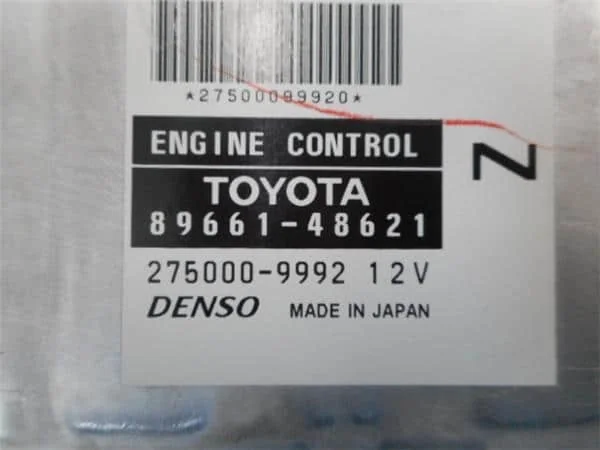 *27500099920*
ENGINE CONTROL
TOYOTA
89661-48621
N
275000-9992 12V
DENSO MADE IN JAPAN